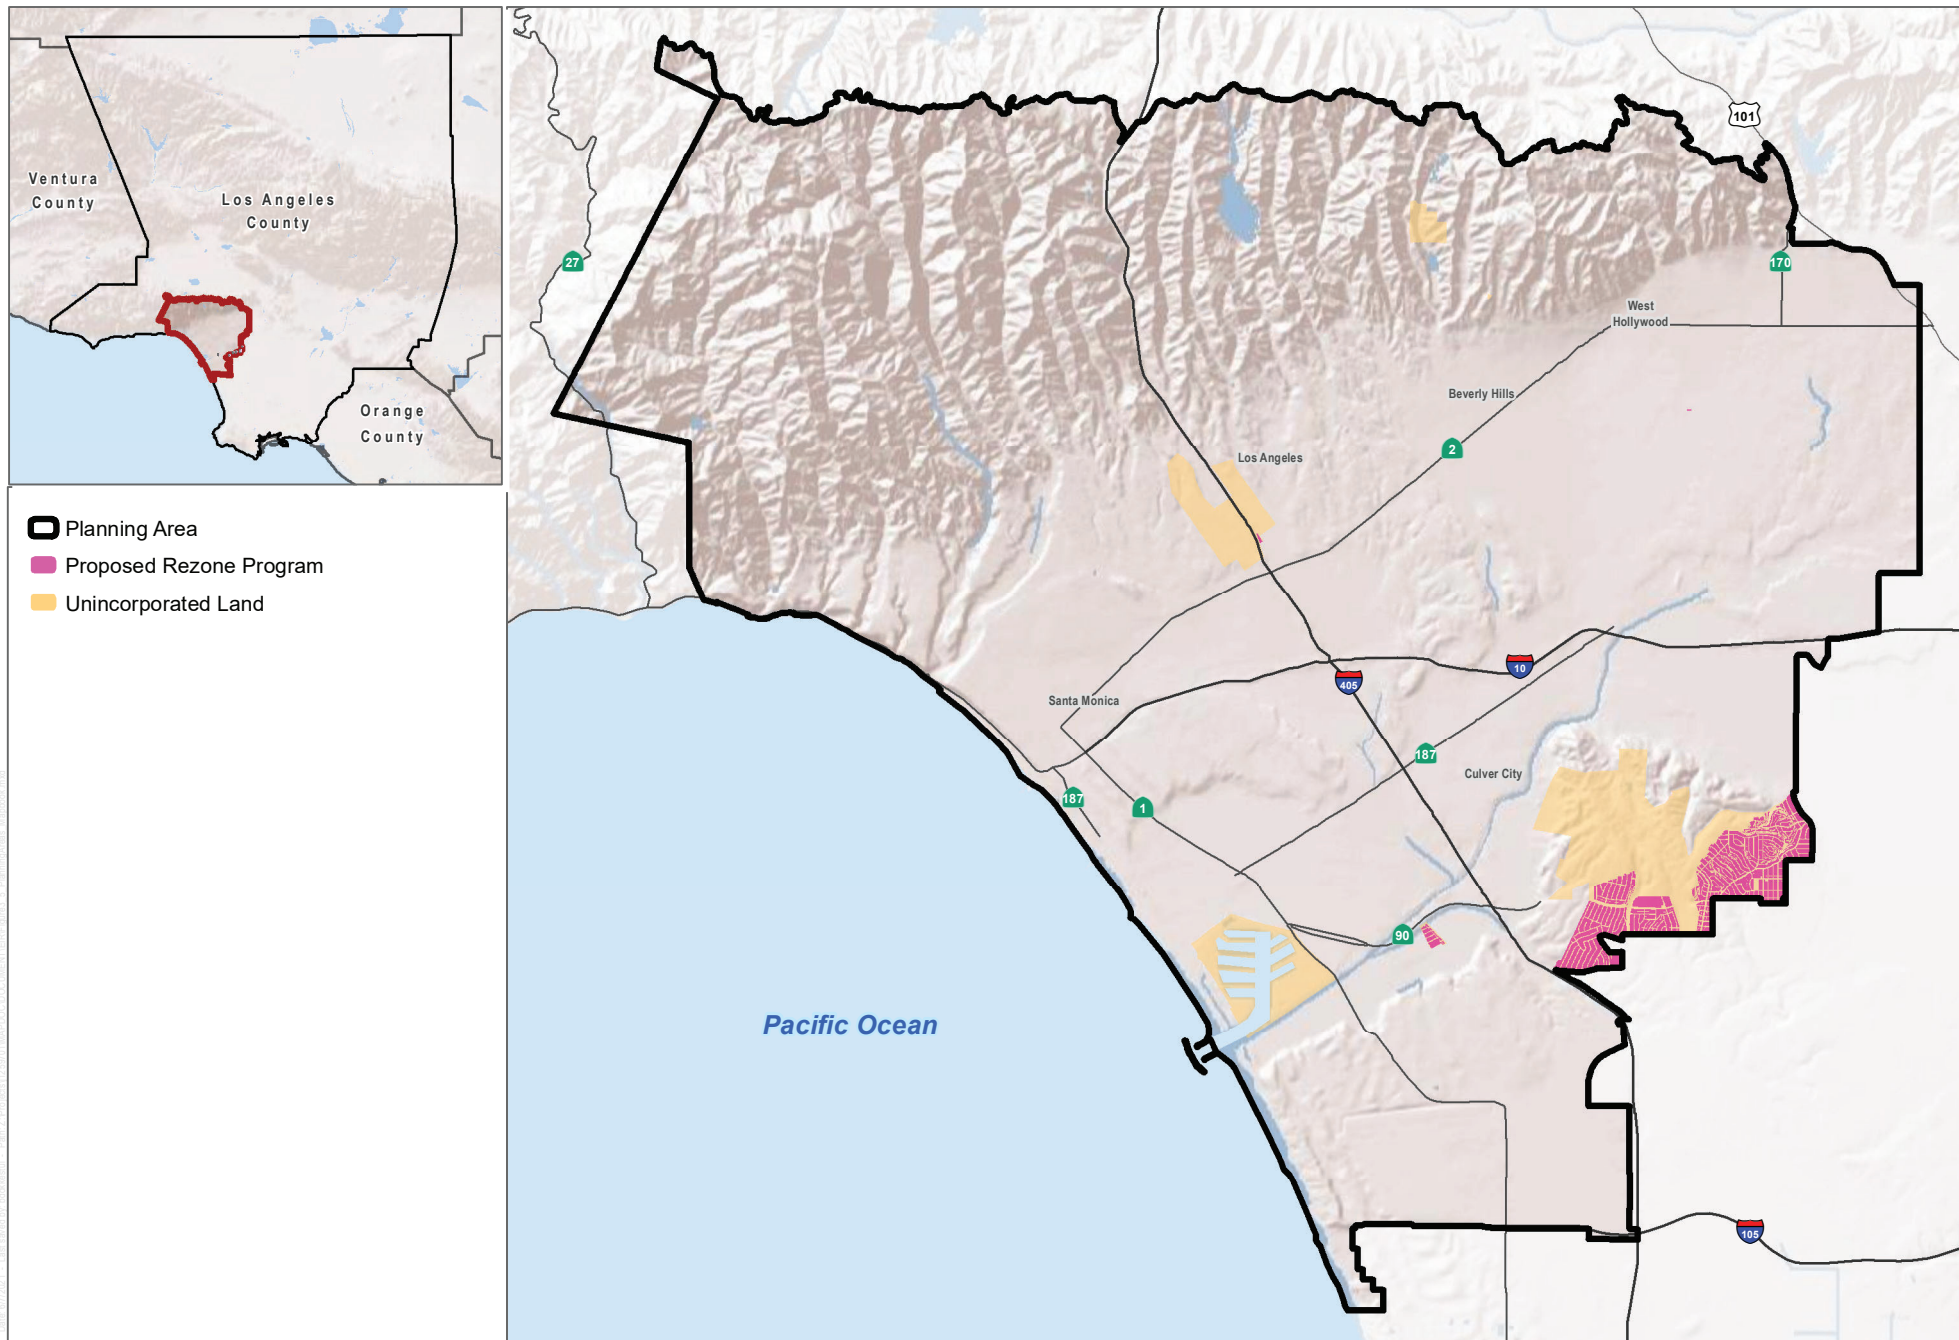 Ventura
County
Los Angeles
County
Orange
County
Planning Area
Proposed Rezone Program
Unincorporated Land
101
27
170
West
Hollywood
Beverly Hills
2
Los Angeles
10
405
Santa Monica
187
Culver City
187
1
90
Pacific Ocean
105